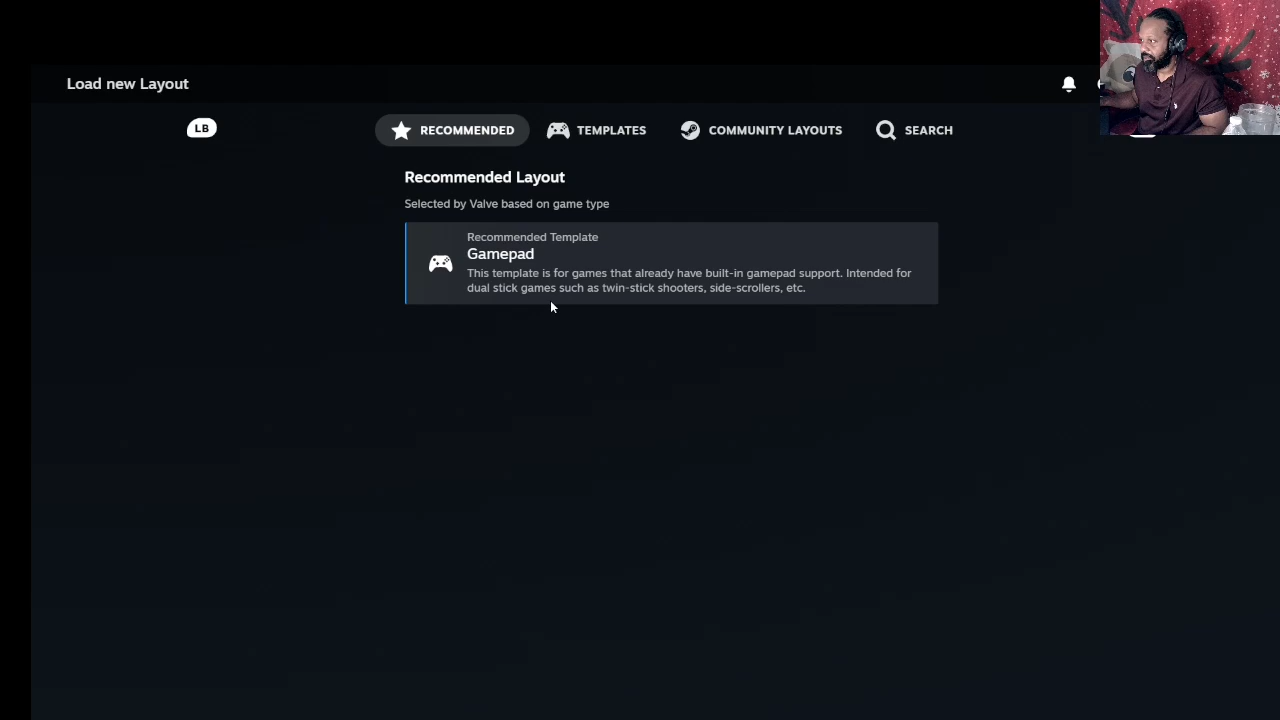 Load new Layout
LB
RECOMMENDED
TEMPLATES
COMMUNITY LAYOUTS
SEARCH
Recommended Layout
Selected by Valve based on game type
Recommended Template
Gamepad
This template is for games that already have built-in gamepad support. Intended for
dual stick games such as twin-stick shooters, side-scrollers, etc.